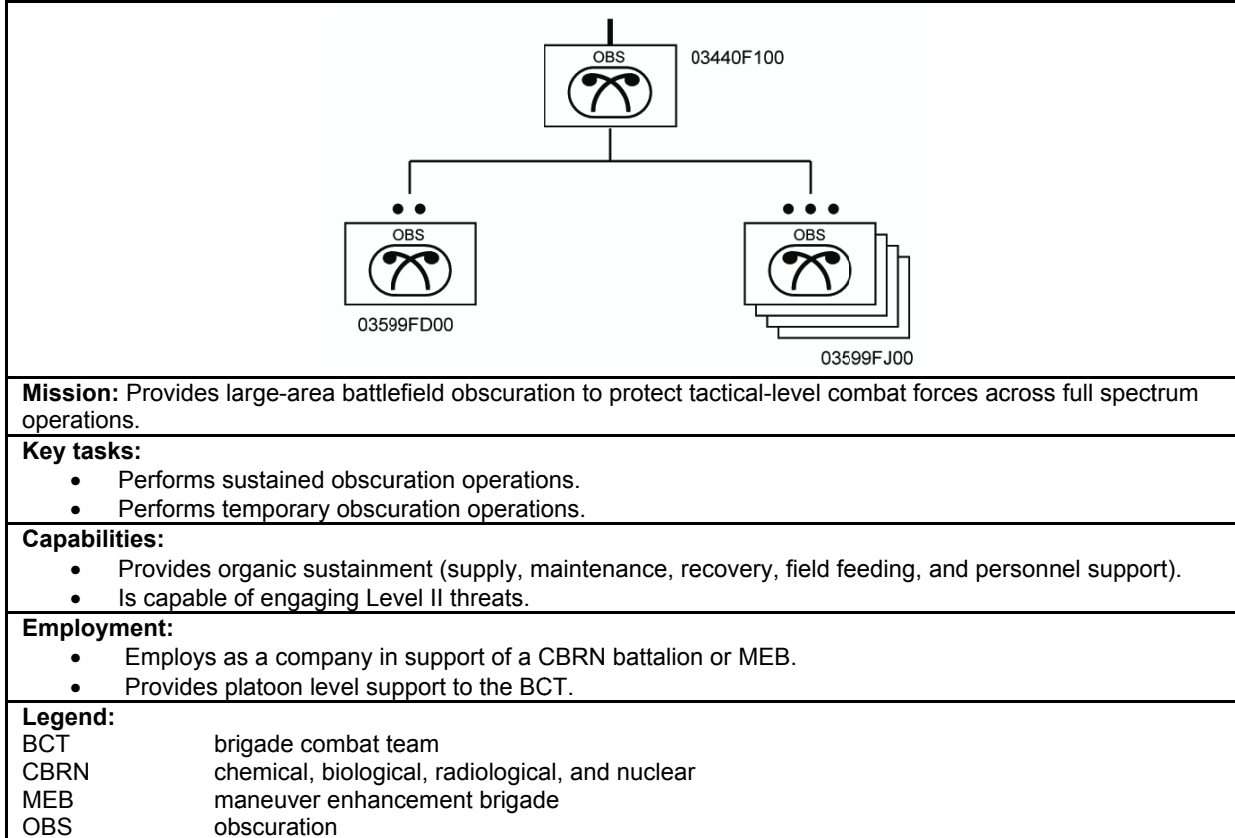 OBS
03440F100
OBS
OBS
03599FD00
03599FJ00
Mission: Provides large-area battlefield obscuration to protect tactical-level combat forces across full spectrum
operations.
Key tasks:
• Performs sustained obscuration operations.
• Performs temporary obscuration operations.
Capabilities:
• Provides organic sustainment (supply, maintenance, recovery, field feeding, and personnel support).
• Is capable of engaging Level II threats.
Employment:
• Employs as a company in support of a CBRN battalion or MEB.
• Provides platoon level support to the BCT.
Legend:
BCT brigade combat team
CBRN chemical, biological, radiological, and nuclear
MEB maneuver enhancement brigade
OBS obscuration